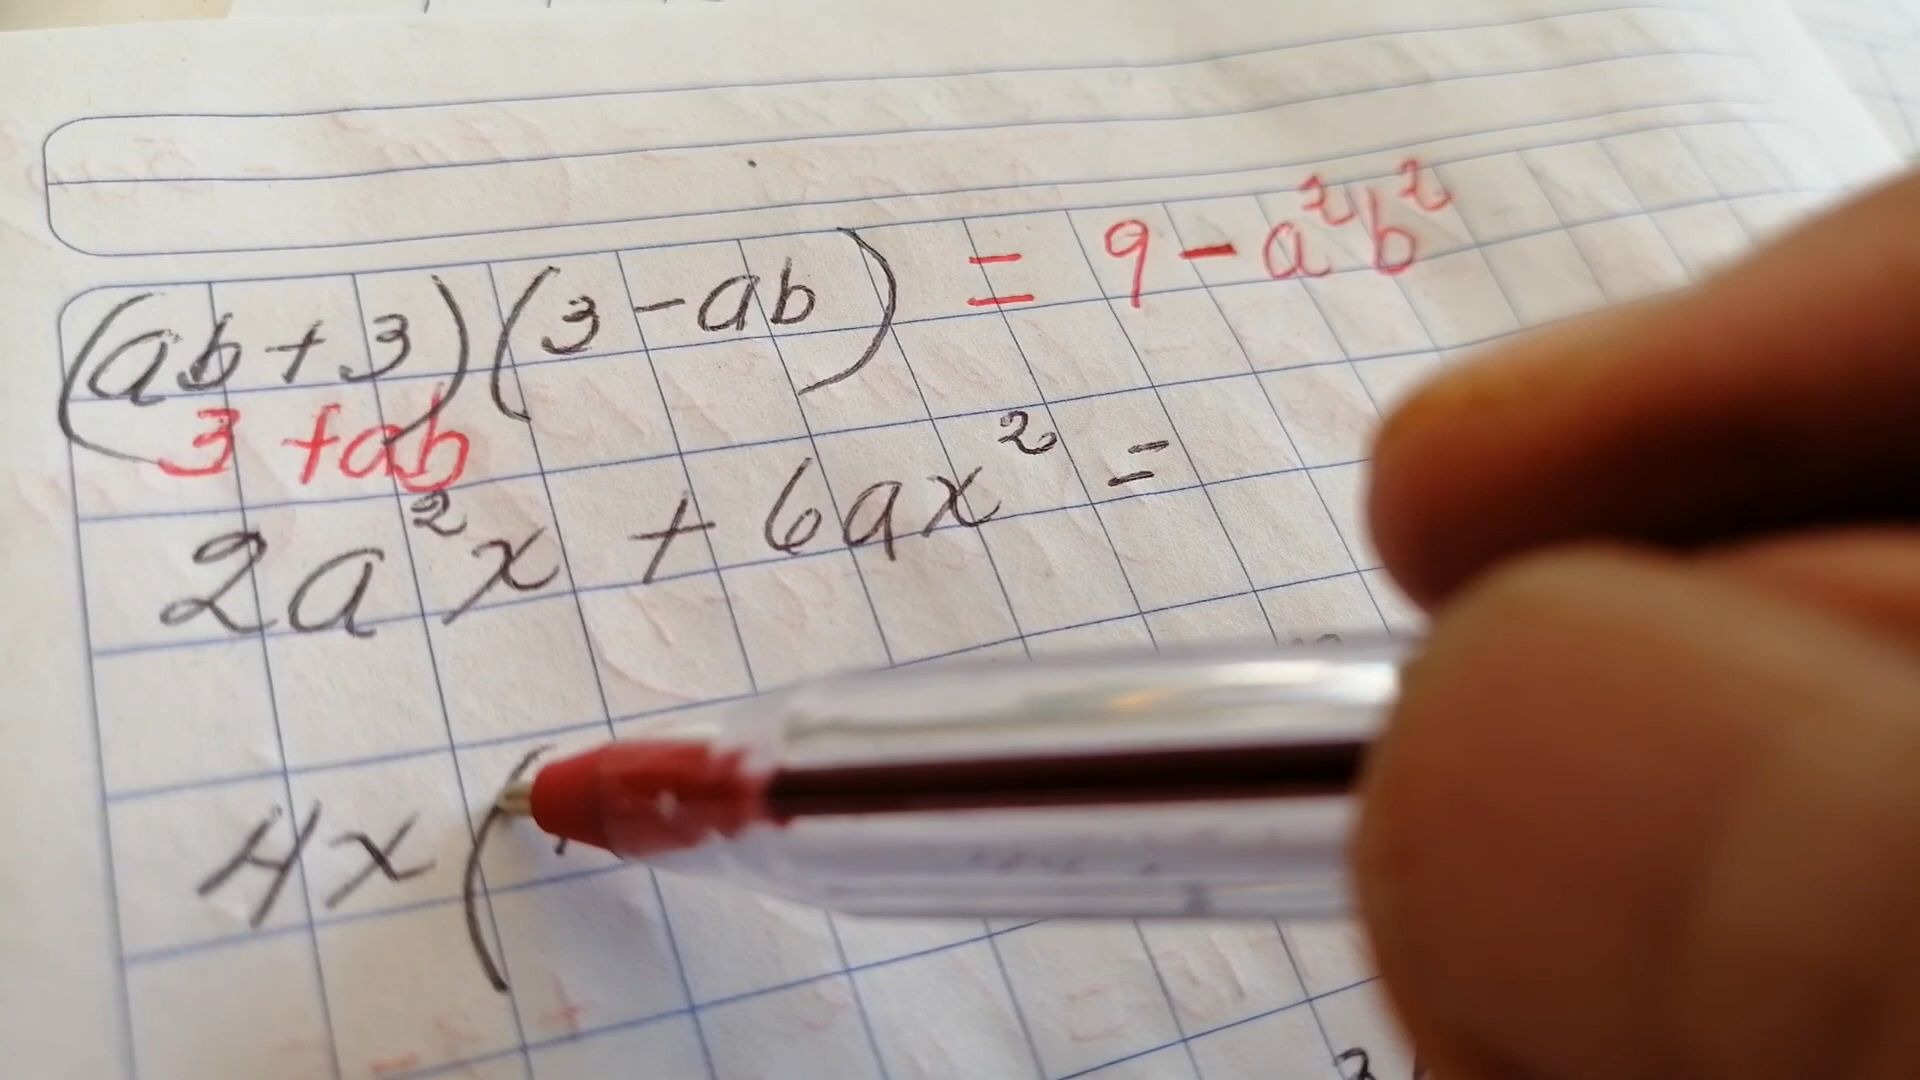 (ab+3)(3-ab) = 9-a²b²
3+ab
2a²x + 6ax² =
4x(